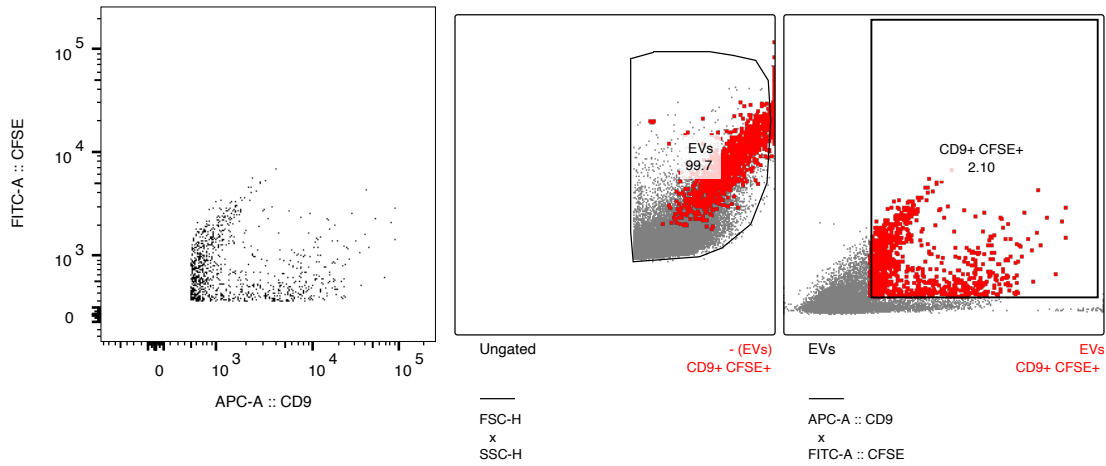 FITC-A :: CFSE
10^5
10^4
10^3
0
0
10^3
10^4
10^5
APC-A :: CD9
EVs
99.7
Ungated
- (EVs)
CD9+ CFSE+
FSC-H
x
SSC-H
CD9+ CFSE+
2.10
EVs
EVs
CD9+ CFSE+
APC-A :: CD9
x
FITC-A :: CFSE